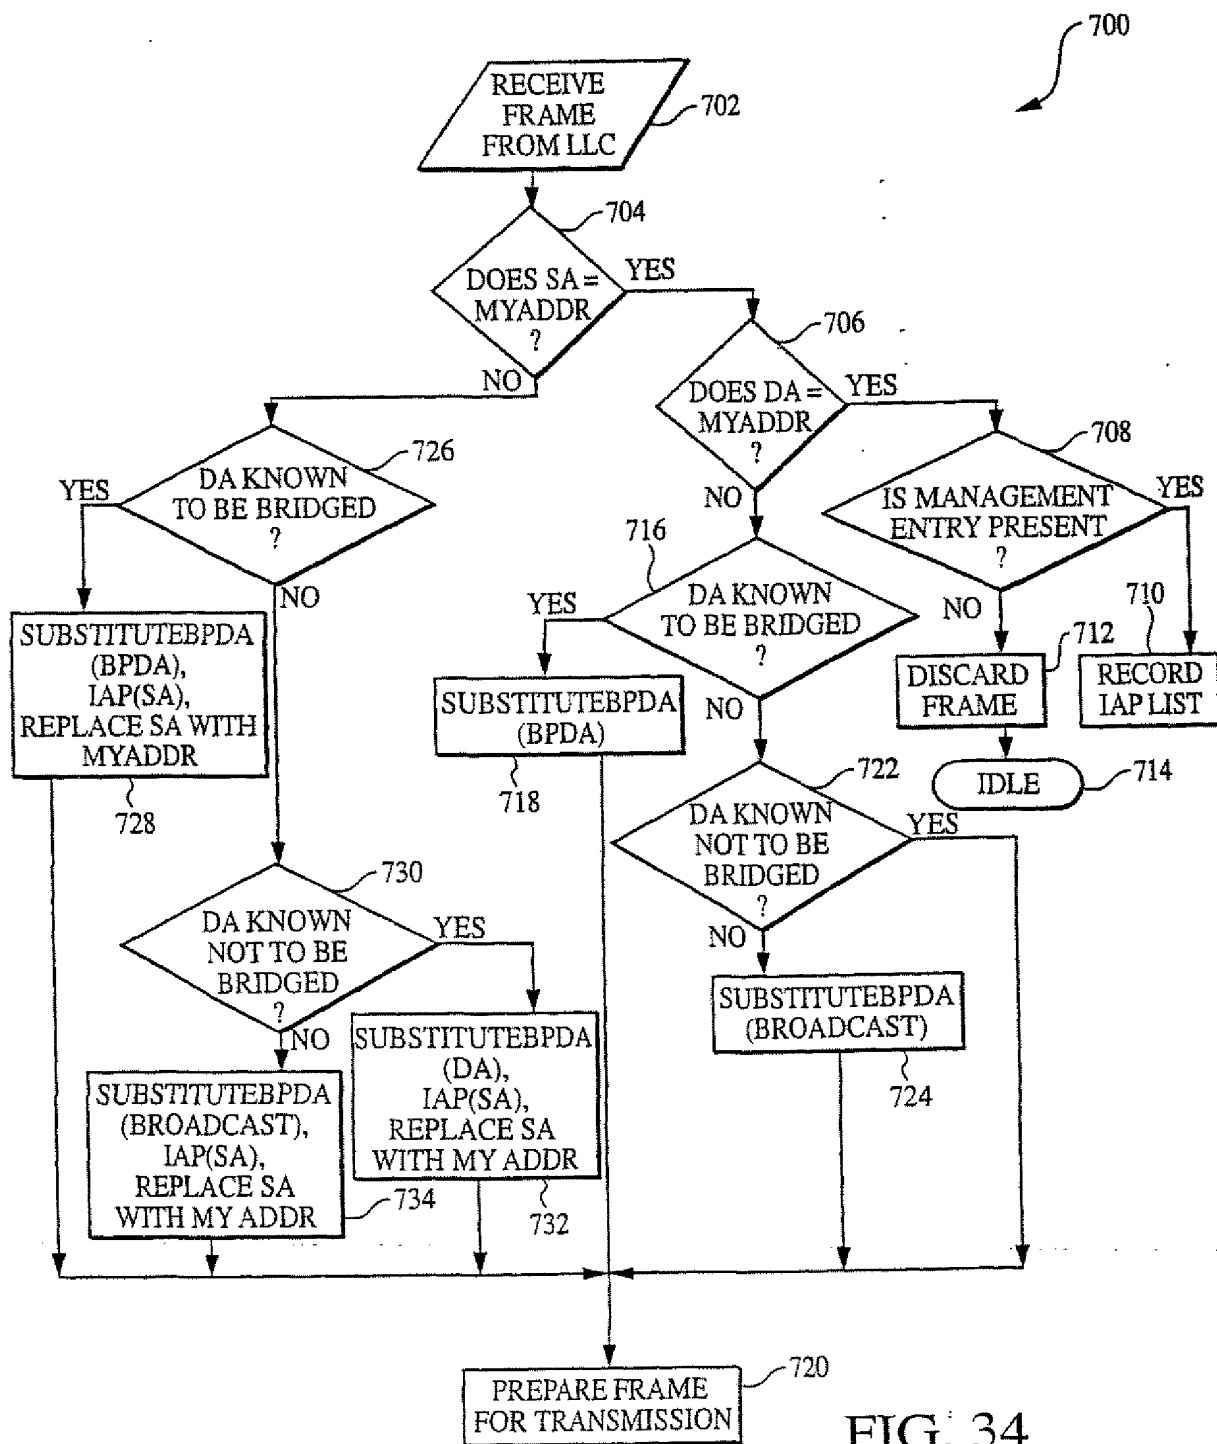 700
RECEIVE
FRAME
FROM LLC
702
704
DOES SA =
MYADDR
?
YES
NO
706
DOES DA =
MYADDR
?
YES
NO
708
IS MANAGEMENT
ENTRY PRESENT
?
YES
NO
726
DA KNOWN
TO BE BRIDGED
?
YES
NO
716
DA KNOWN
TO BE BRIDGED
?
YES
NO
710
RECORD
IAP LIST
712
DISCARD
FRAME
IDLE
714
SUBSTITUTEBPDA
(BPDA),
IAP(SA),
REPLACE SA WITH
MYADDR
728
SUBSTITUTEBPDA
(BPDA)
718
722
DA KNOWN
NOT TO BE
BRIDGED
?
YES
NO
730
DA KNOWN
NOT TO BE
BRIDGED
?
YES
NO
SUBSTITUTEBPDA
(BROADCAST)
724
SUBSTITUTEBPDA
(DA),
IAP(SA),
REPLACE SA
WITH MY ADDR
732
SUBSTITUTEBPDA
(BROADCAST),
IAP(SA),
REPLACE SA
WITH MY ADDR
734
720
PREPARE FRAME
FOR TRANSMISSION
FIG. 34